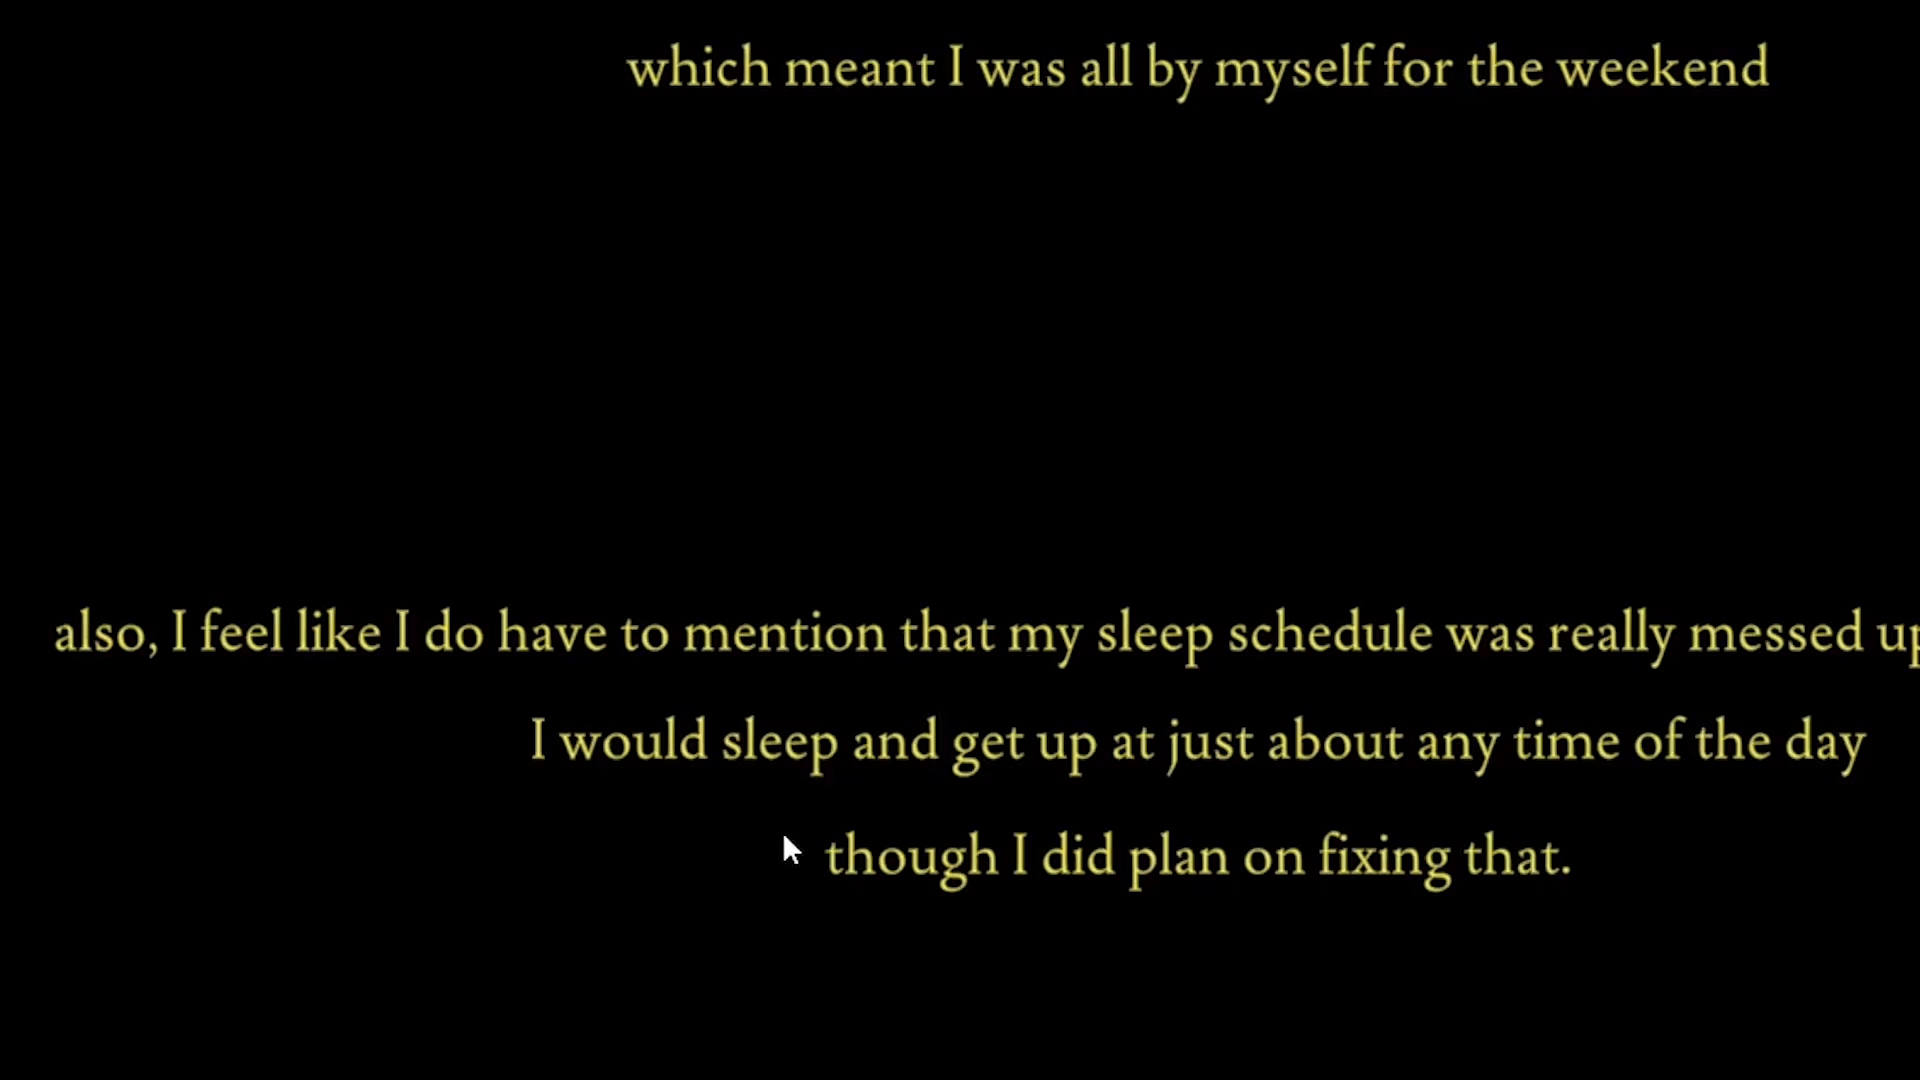 which meant I was all by myself for the weekend
also, I feel like I do have to mention that my sleep schedule was really messed up
I would sleep and get up at just about any time of the day
though I did plan on fixing that.